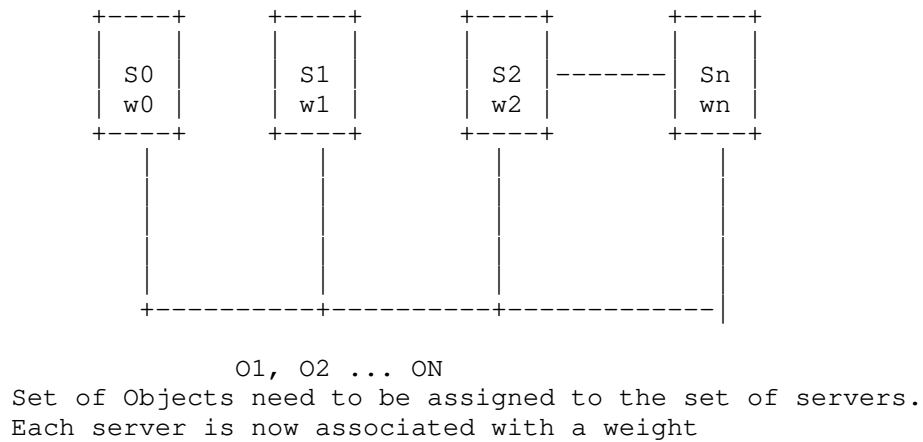 S0 S1 S2 Sn
w0 w1 w2 wn
O1, O2 ... ON
Set of Objects need to be assigned to the set of servers.
Each server is now associated with a weight